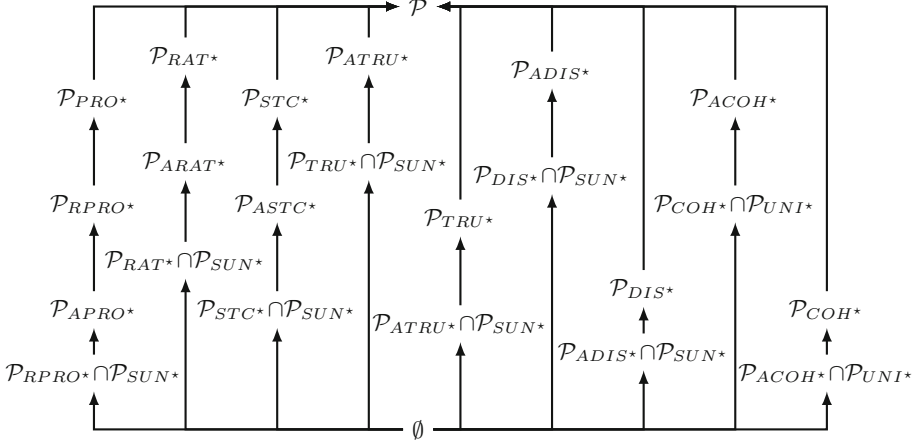 𝒫
𝒫_{RAT⋆} 𝒫_{ATRU⋆}
𝒫_{ADIS⋆}
𝒫_{PRO⋆} 𝒫_{STC⋆} 𝒫_{ACOH⋆}
𝒫_{ARAT⋆} 𝒫_{TRU⋆}∩𝒫_{SUN⋆}
𝒫_{DIS⋆}∩𝒫_{SUN⋆}
𝒫_{RPRO⋆} 𝒫_{ASTC⋆} 𝒫_{COH⋆}∩𝒫_{UNI⋆}
𝒫_{TRU⋆}
𝒫_{RAT⋆}∩𝒫_{SUN⋆}
𝒫_{DIS⋆}
𝒫_{APRO⋆} 𝒫_{STC⋆}∩𝒫_{SUN⋆} 𝒫_{COH⋆}
𝒫_{ATRU⋆}∩𝒫_{SUN⋆}
𝒫_{ADIS⋆}∩𝒫_{SUN⋆}
𝒫_{RPRO⋆}∩𝒫_{SUN⋆} 𝒫_{ACOH⋆}∩𝒫_{UNI⋆}
∅